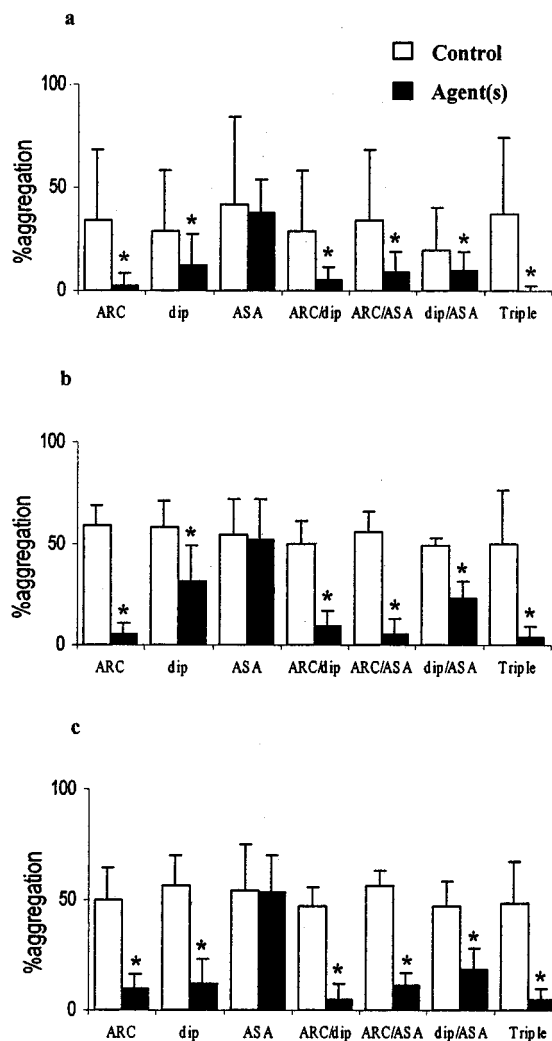 a
Control
Agent(s)
100
50
0
%aggregation
* * * * * *
ARC dip ASA ARC/dip ARC/ASA dip/ASA Triple
b
100
50
0
%aggregation
* * * * * *
ARC dip ASA ARC/dip ARC/ASA dip/ASA Triple
c
100
50
0
%aggregation
* * * * * *
ARC dip ASA ARC/dip ARC/ASA dip/ASA Triple